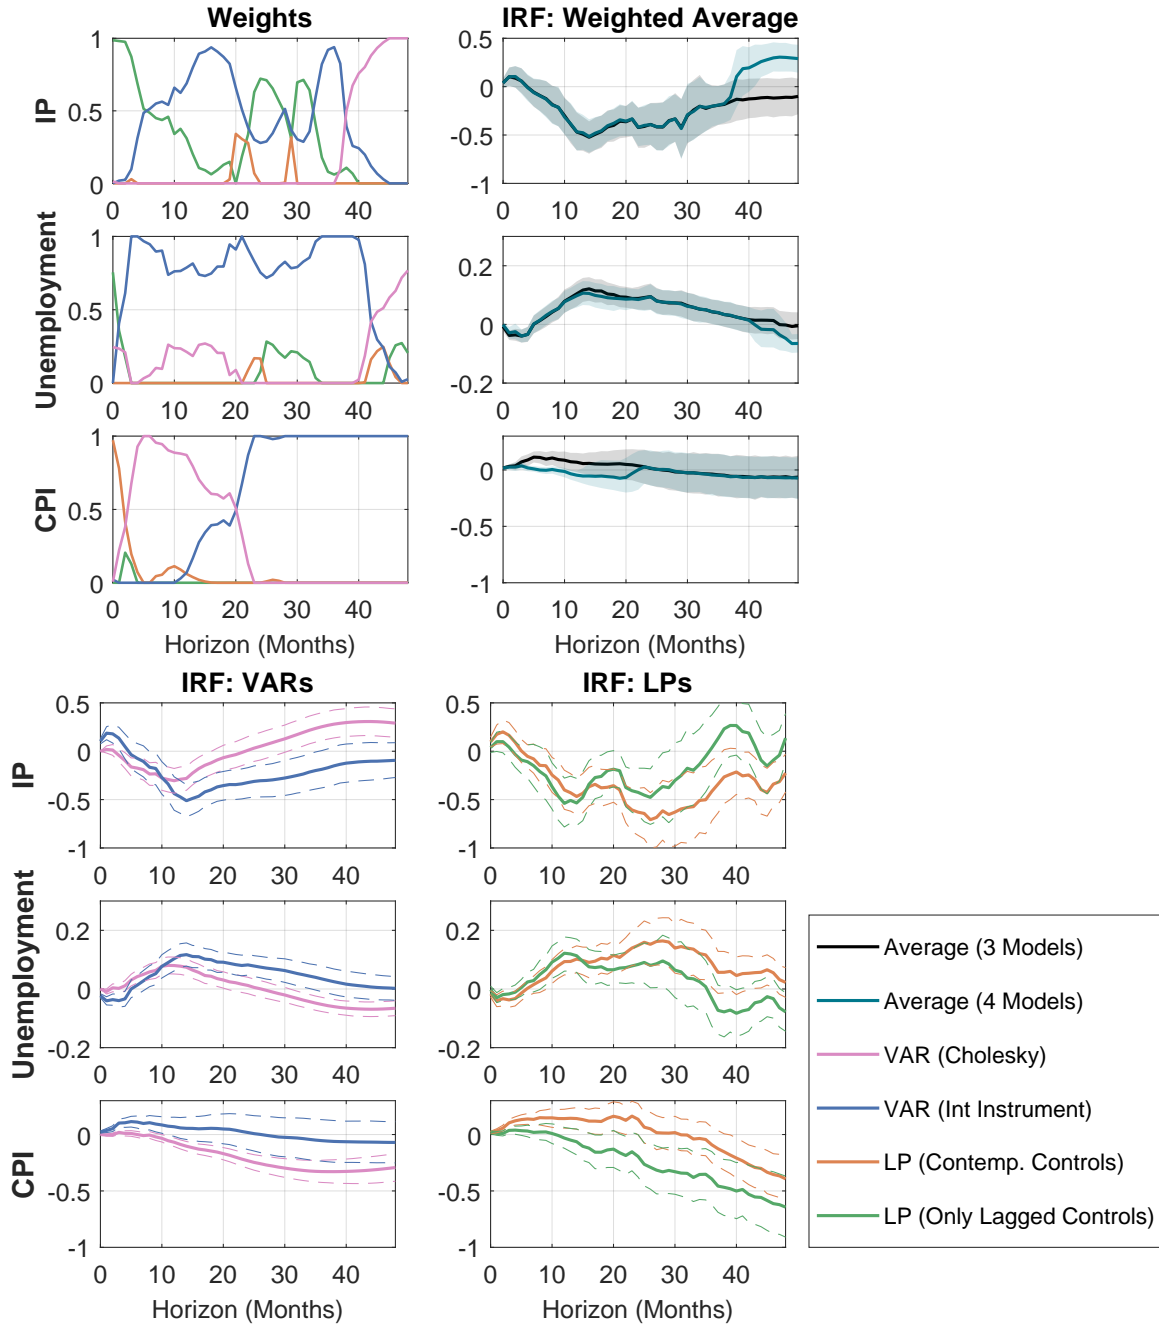 Weights
IRF: Weighted Average
IP
1
0.5
0
0 10 20 30 40
0.5
0
-0.5
-1
0 10 20 30 40
Unemployment
1
0.5
0
0 10 20 30 40
0.2
0
-0.2
0 10 20 30 40
CPI
1
0.5
0
0 10 20 30 40
Horizon (Months)
0
-0.5
-1
0 10 20 30 40
Horizon (Months)
IRF: VARs
IRF: LPs
IP
0.5
0
-0.5
-1
0 10 20 30 40
0.5
0
-0.5
-1
0 10 20 30 40
Unemployment
0.2
0
-0.2
0 10 20 30 40
0.2
0
-0.2
0 10 20 30 40
CPI
0
-0.5
-1
0 10 20 30 40
Horizon (Months)
0
-0.5
-1
0 10 20 30 40
Horizon (Months)
Average (3 Models)
Average (4 Models)
VAR (Cholesky)
VAR (Int Instrument)
LP (Contemp. Controls)
LP (Only Lagged Controls)